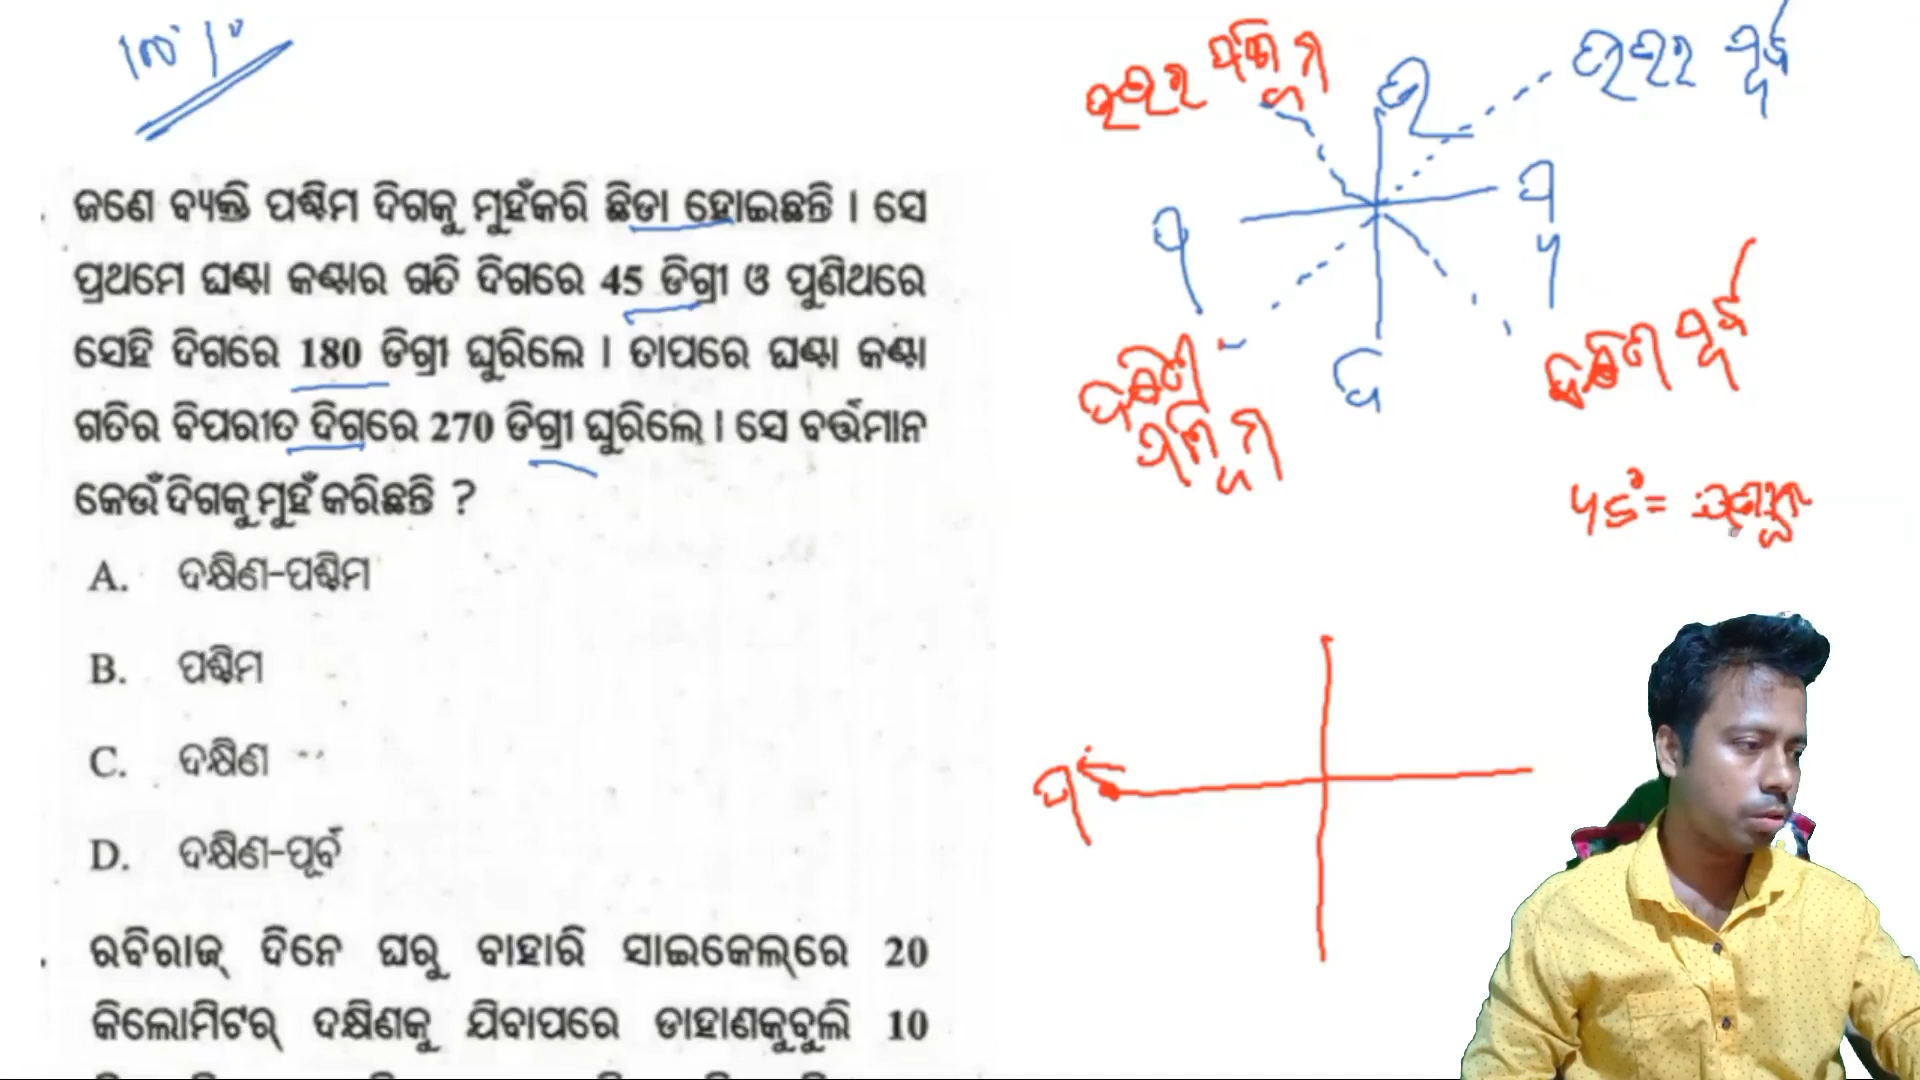 100%
ଜଣେ ବ୍ୟକ୍ତି ପଶ୍ଚିମ ଦିଗକୁ ମୁହଁକରି ଛିଡା ହୋଇଛନ୍ତି । ସେ
ପ୍ରଥମେ ଘଣ୍ଟା କଣ୍ଟାର ଗତି ଦିଗରେ 45 ଡିଗ୍ରୀ ଓ ପୁଣିଥରେ
ସେହି ଦିଗରେ 180 ଡିଗ୍ରୀ ଘୁରିଲେ । ତାପରେ ଘଣ୍ଟା କଣ୍ଟା
ଗତିର ବିପରୀତ ଦିଗରେ 270 ଡିଗ୍ରୀ ଘୁରିଲେ । ସେ ବର୍ତ୍ତମାନ
କେଉଁ ଦିଗକୁ ମୁହଁ କରିଛନ୍ତି ?
A. ଦକ୍ଷିଣ-ପଶ୍ଚିମ
B. ପଶ୍ଚିମ
C. ଦକ୍ଷିଣ
D. ଦକ୍ଷିଣ-ପୂର୍ବ
ରବିରାଜ୍ ଦିନେ ଘରୁ ବାହାରି ସାଇକେଲ୍‌ରେ 20
କିଲୋମିଟର୍ ଦକ୍ଷିଣକୁ ଯିବାପରେ ଡାହାଣକୁବୁଲି 10
ଉତ୍ତର ପଶ୍ଚିମ
ଉ
ଉତ୍ତର ପୂର୍ବ
ପ
ପୂ
ଦକ୍ଷିଣ
ପଶ୍ଚିମ
ଦ
ଦକ୍ଷିଣ ପୂର୍ବ
ପ